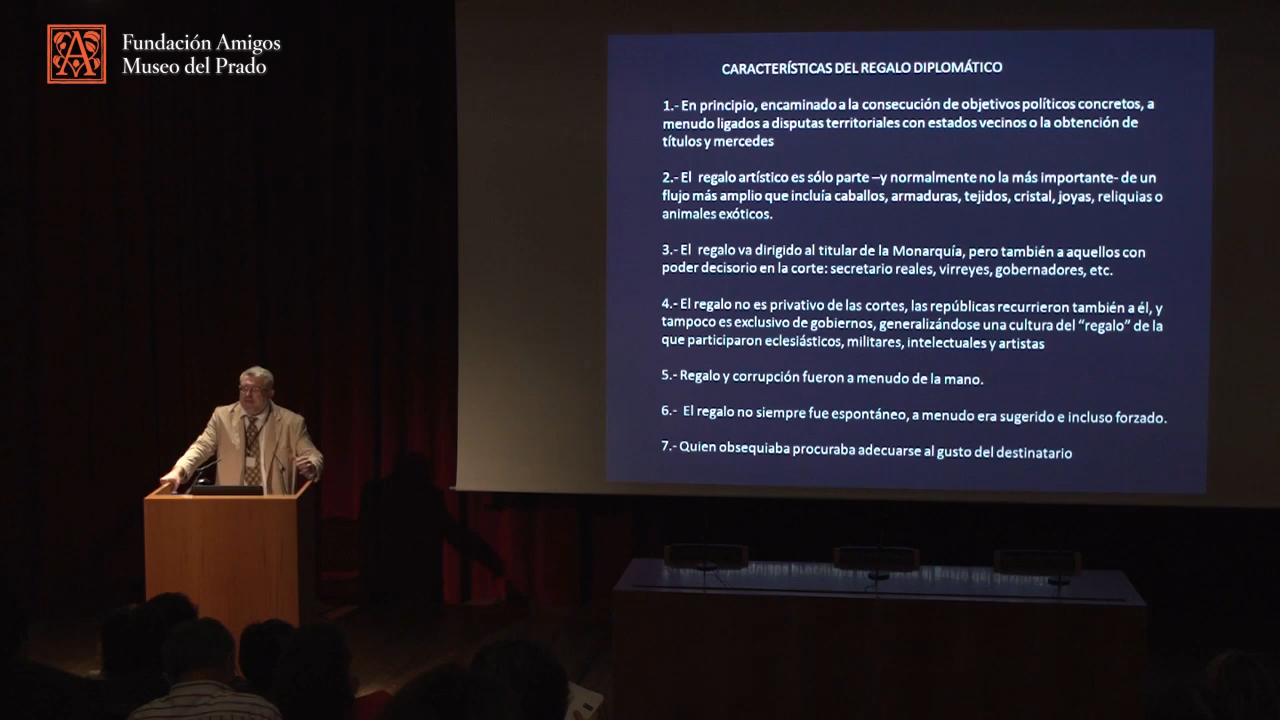 Fundación Amigos
Museo del Prado
CARACTERÍSTICAS DEL REGALO DIPLOMÁTICO
1.- En principio, encaminado a la consecución de objetivos políticos concretos, a
menudo ligados a disputas territoriales con estados vecinos o la obtención de
títulos y mercedes
2.- El regalo artístico es sólo parte –y normalmente no la más importante- de un
flujo más amplio que incluía caballos, armaduras, tejidos, cristal, joyas, reliquias o
animales exóticos.
3.- El regalo va dirigido al titular de la Monarquía, pero también a aquellos con
poder decisorio en la corte: secretario reales, virreyes, gobernadores, etc.
4.- El regalo no es privativo de las cortes, las repúblicas recurrieron también a él, y
tampoco es exclusivo de gobiernos, generalizándose una cultura del “regalo” de la
que participaron eclesiásticos, militares, intelectuales y artistas
5.- Regalo y corrupción fueron a menudo de la mano.
6.- El regalo no siempre fue espontáneo, a menudo era sugerido e incluso forzado.
7.- Quien obsequiaba procuraba adecuarse al gusto del destinatario